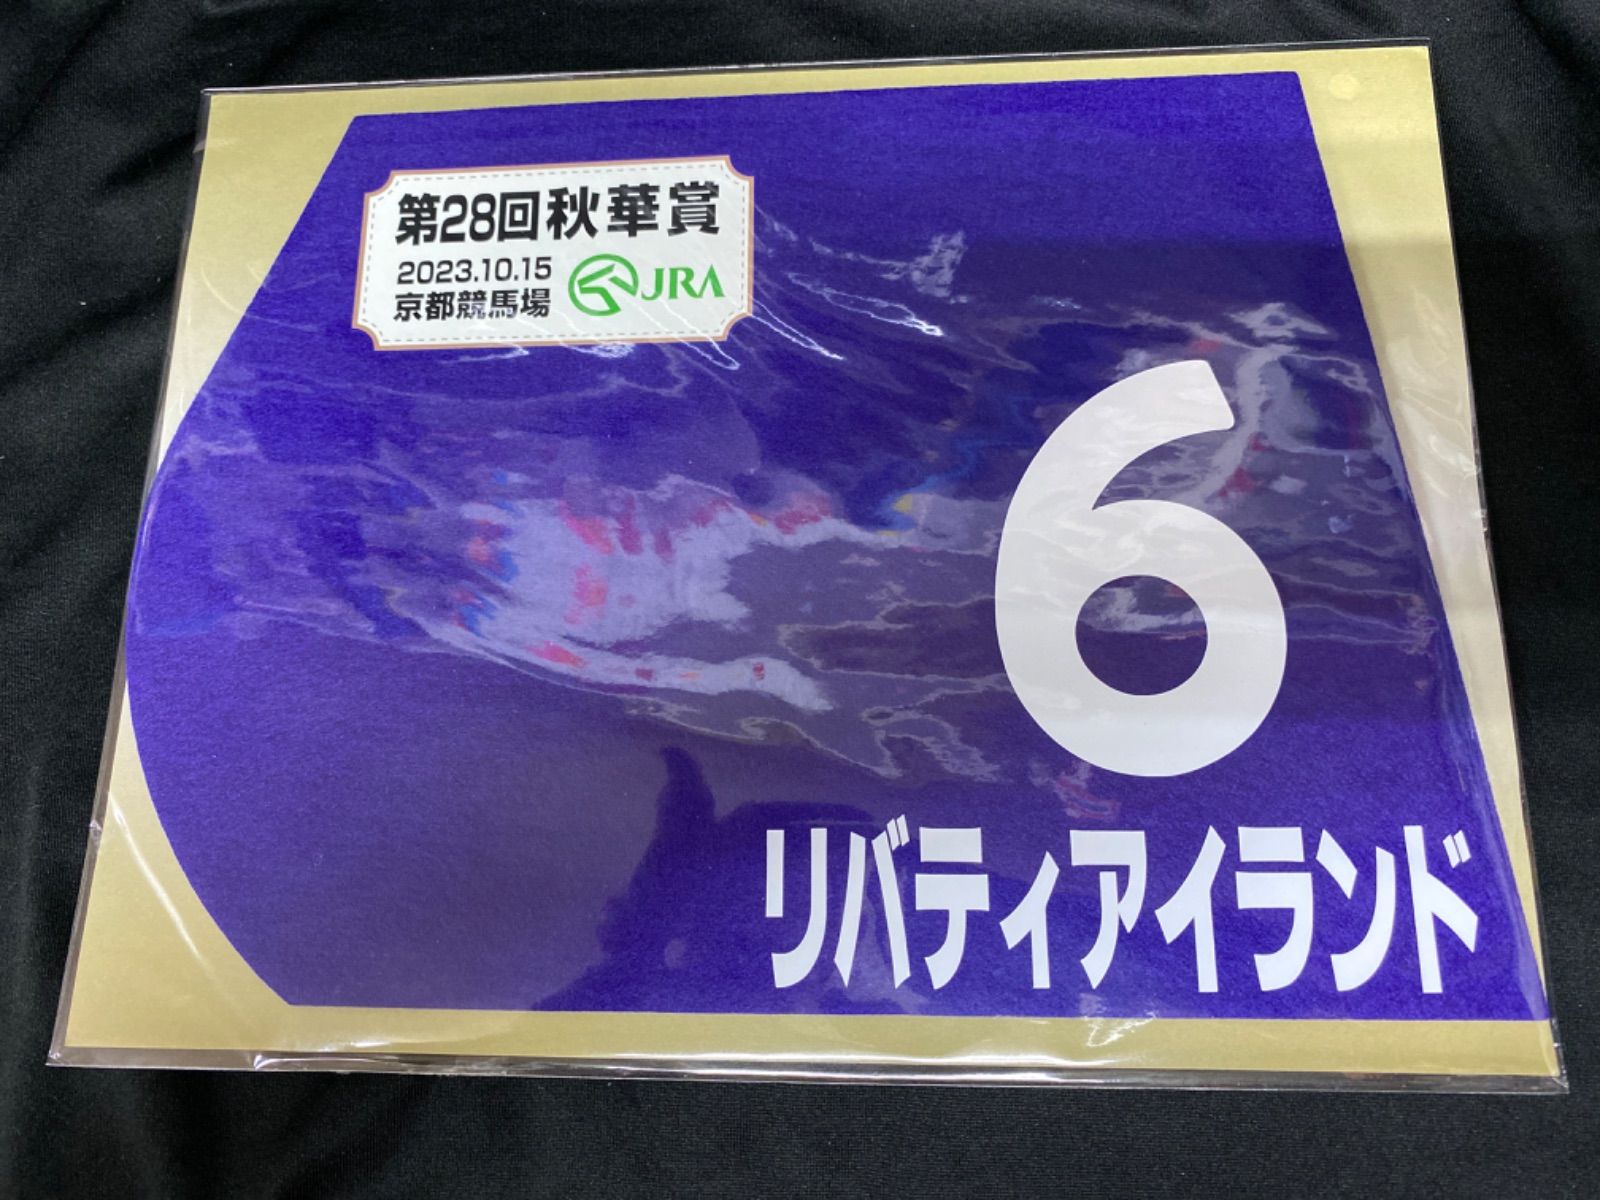 第28回秋華賞
2023.10.15
京都競馬場
JRA
6
リバティアイランド